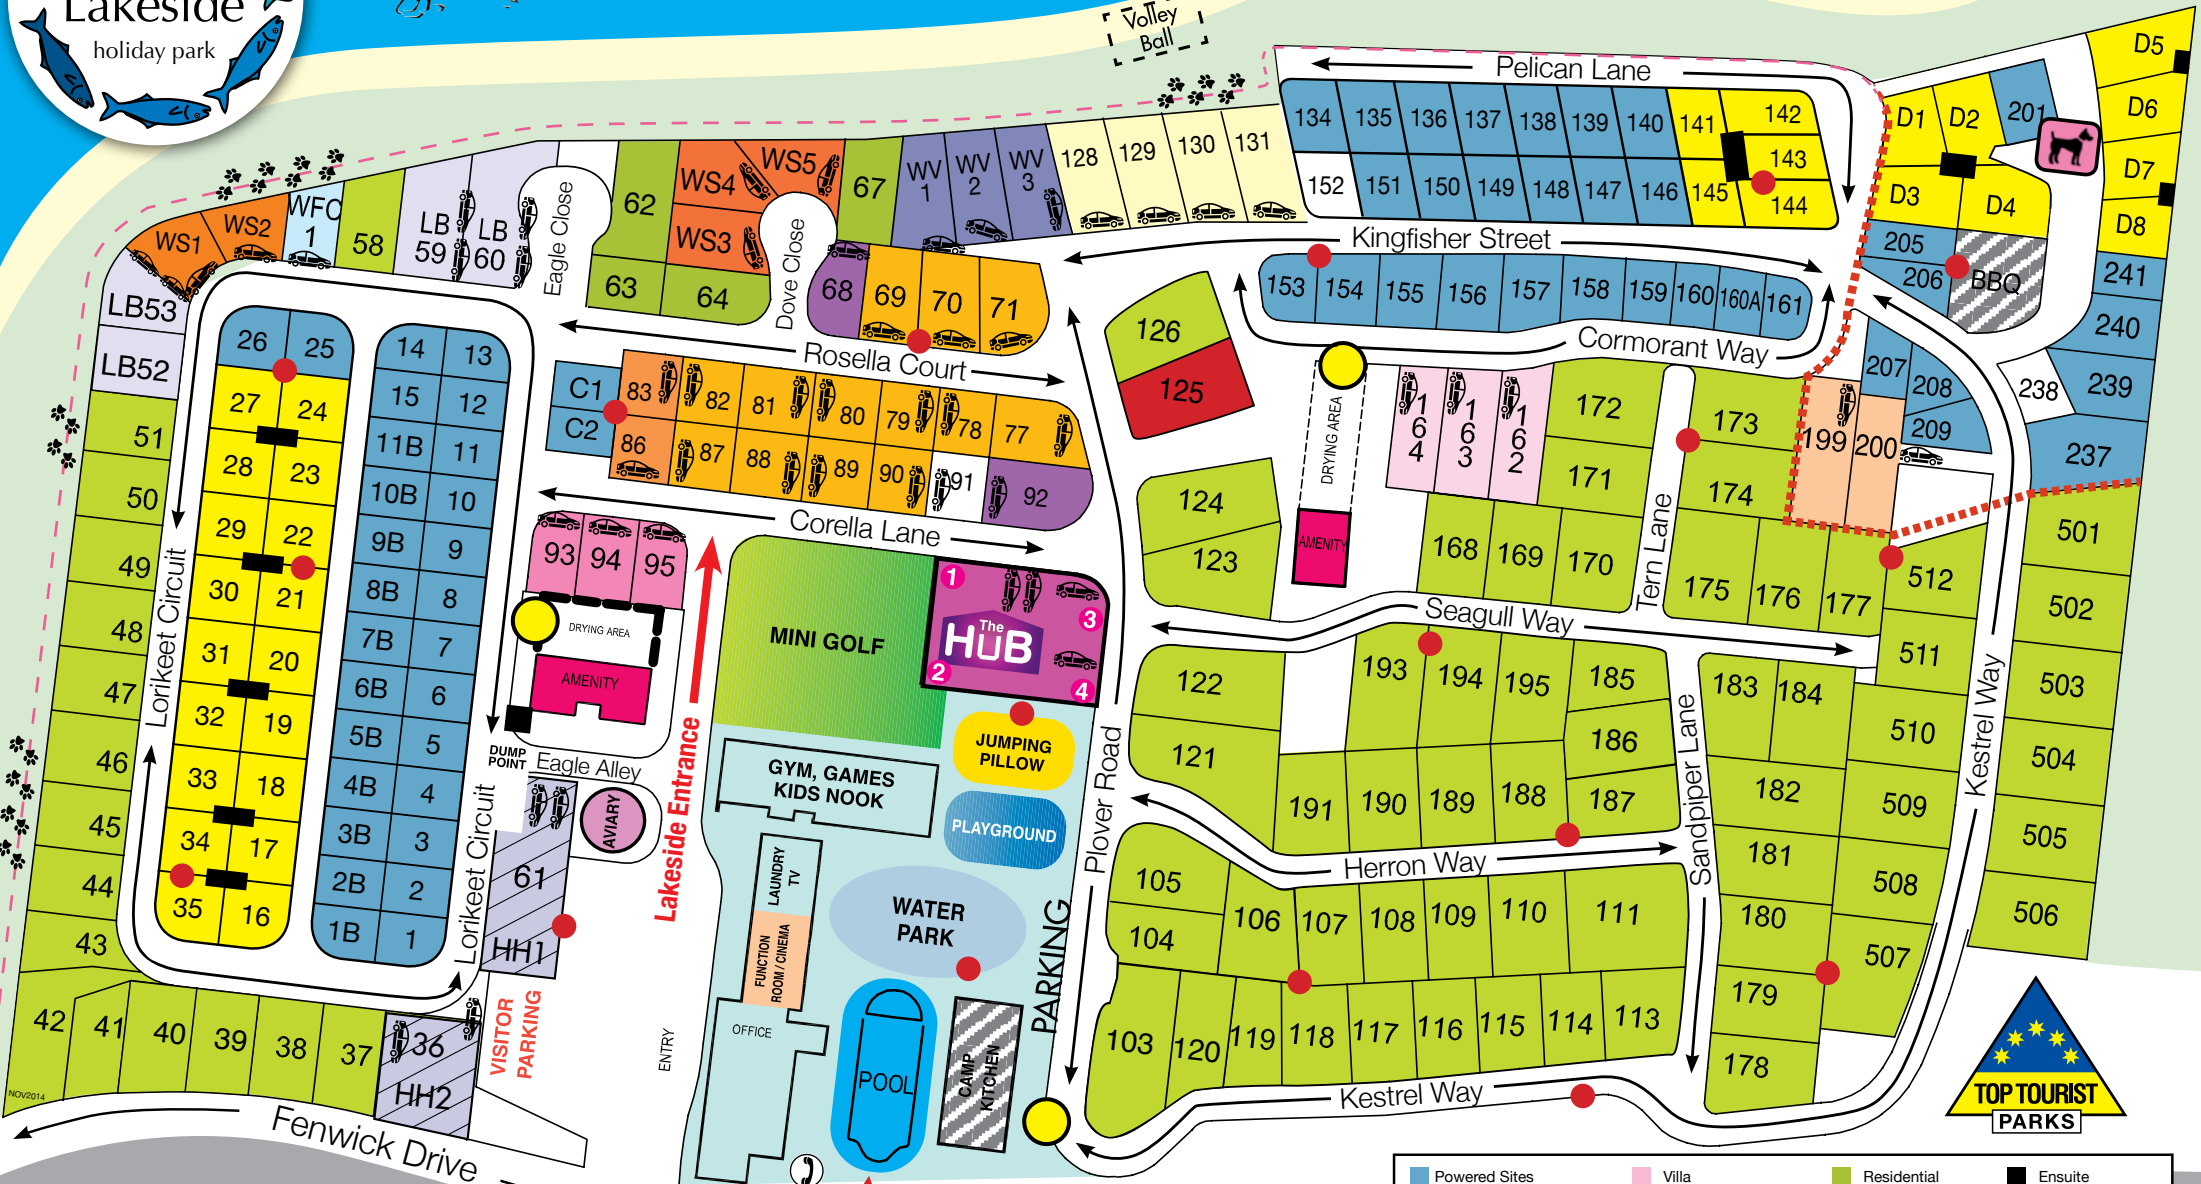 Lakeside
holiday park
Volley
Ball
Pelican Lane
134
135
136
137
138
139
140
141
142
143
144
145
146
147
148
149
150
151
152
D1
D2
D3
D4
D5
D6
D7
D8
201
205
206
BBQ
241
240
239
238
237
207
208
209
199
200
Kingfisher Street
153
154
155
156
157
158
159
160
160A
161
Cormorant Way
WS1
WS2
WFC
1
58
LB
59
LB
60
Eagle Close
62
63
64
WS4
WS5
WS3
Dove Close
67
WV
1
WV
2
WV
3
128
129
130
131
68
69
70
71
LB53
LB52
51
50
49
48
47
46
45
44
43
42
41
40
39
38
37
36
HH2
NOV2014
Lorikeet Circuit
26
25
27
24
28
23
29
22
30
21
31
20
32
19
33
18
34
17
35
16
14
13
15
12
11B
11
10B
10
9B
9
8B
8
7B
7
6B
6
5B
5
4B
4
3B
3
2B
2
1B
1
Lorikeet Circuit
Rosella Court
C1
C2
83
82
81
80
79
78
77
86
87
88
89
90
91
92
Corella Lane
93
94
95
DRYING AREA
AMENITY
DUMP
POINT
Eagle Alley
AVIARY
61
HH1
VISITOR
PARKING
Lakeside Entrance
ENTRY
Fenwick Drive
MINI GOLF
1
2
3
4
The
HUB
JUMPING
PILLOW
GYM, GAMES
KIDS NOOK
PLAYGROUND
LAUNDRY
TV
FUNCTION
ROOM / CINEMA
OFFICE
WATER
PARK
POOL
CAMP
KITCHEN
PARKING
Plover Road
126
125
124
123
122
121
DRYING AREA
AMENITY
164
163
162
172
171
173
174
168
169
170
Tern Lane
175
176
177
Seagull Way
193
194
195
185
186
187
188
189
190
191
Herron Way
Sandpiper Lane
183
184
182
181
180
179
178
105
104
103
106
107
108
109
110
111
120
119
118
117
116
115
114
113
Kestrel Way
512
511
510
509
508
507
Kestrel Way
501
502
503
504
505
506
TOP TOURIST
PARKS
Powered Sites
Villa
Residential
Ensuite